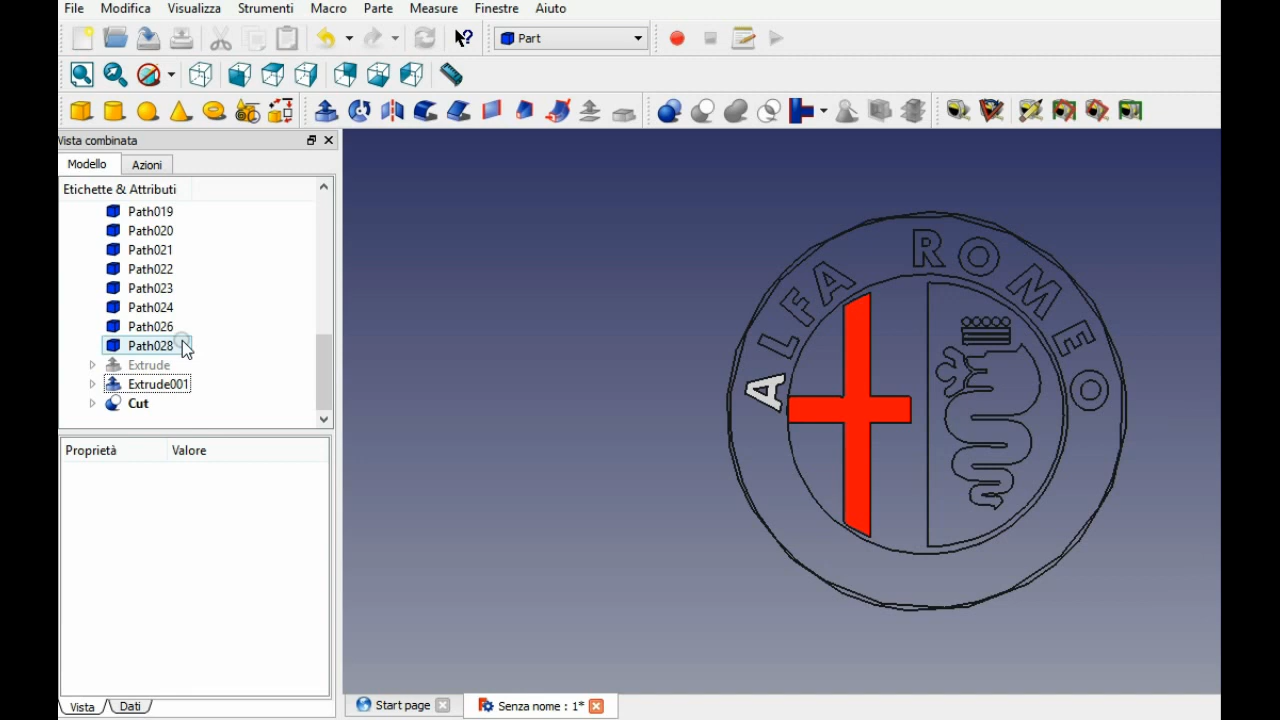 File Modifica Visualizza Strumenti Macro Parte Measure Finestre Aiuto
Part
Vista combinata
Modello Azioni
Etichette & Attributi
Path019
Path020
Path021
Path022
Path023
Path024
Path026
Path028
Extrude
Extrude001
Cut
Proprietà Valore
ALFA ROMEO
Vista Dati
Start page Senza nome : 1*